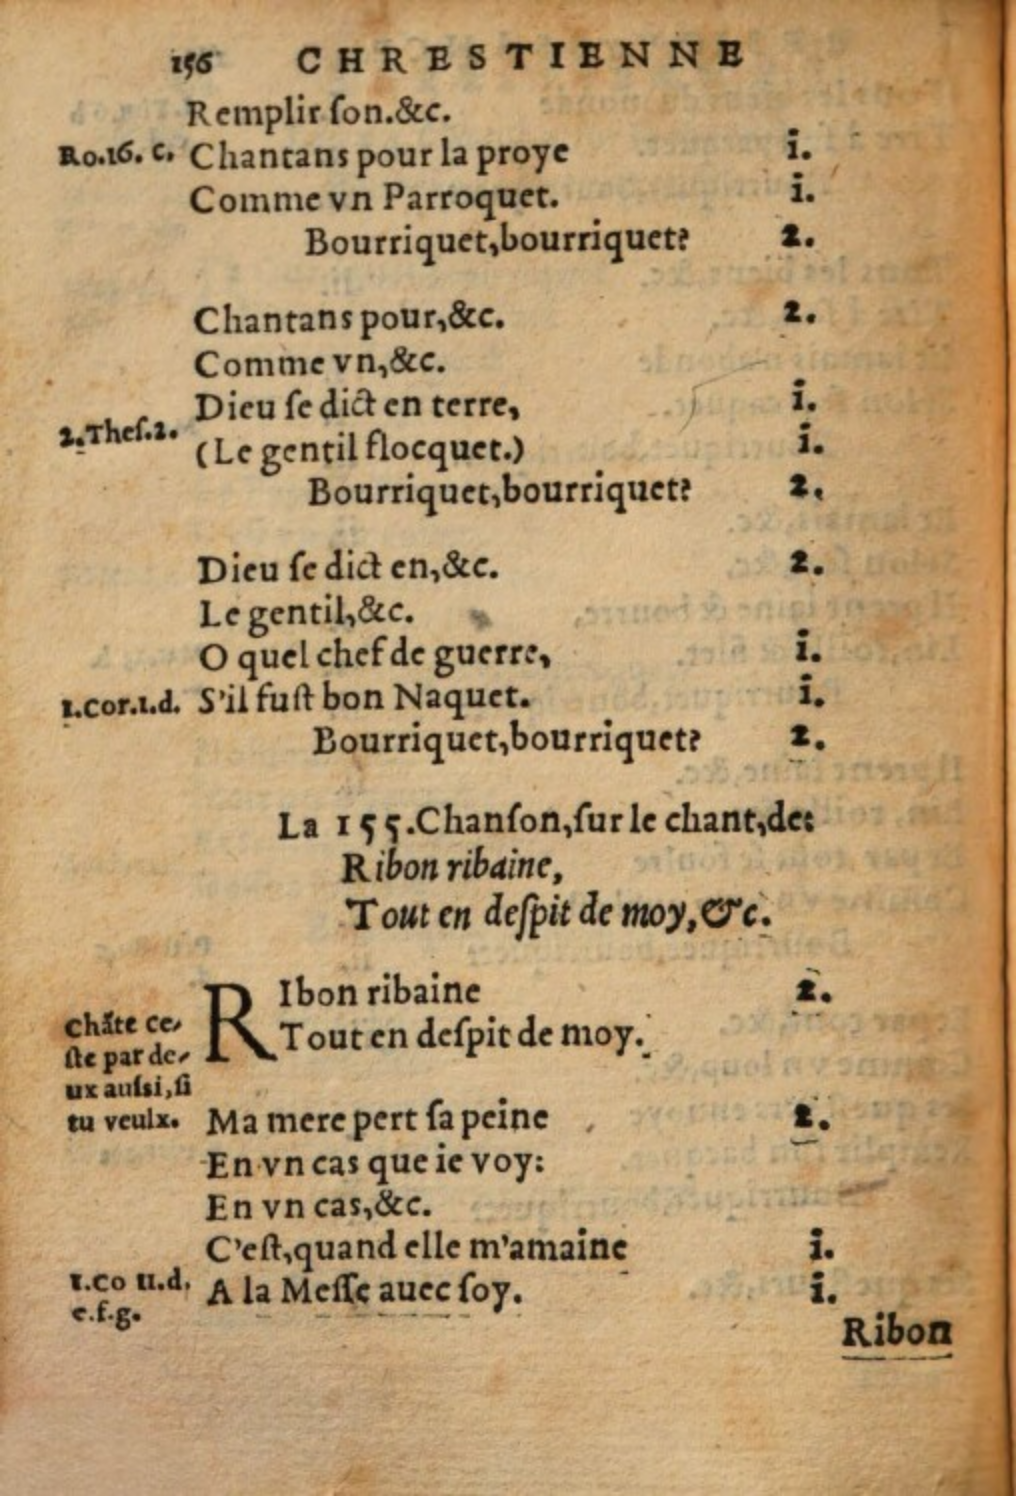 156 CHRESTIENNE
Remplir ſon.&c.
Ro.16. c. Chantans pour la proye i.
Comme vn Parroquet. i.
Bourriquet,bourriquet? 2.
Chantans pour,&c. 2.
Comme vn,&c.
Dieu ſe dict en terre, i.
2.Theſ.2. (Le gentil flocquet.) i.
Bourriquet,bourriquet? 2.
Dieu ſe dict en,&c. 2.
Le gentil,&c.
O quel chef de guerre, i.
1.cor.1.d. S'il fuſt bon Naquet. i.
Bourriquet,bourriquet? 2.
La 155.Chanſon,ſur le chant,de:
Ribon ribaine,
Tout en deſpit de moy,&c.
RIbon ribaine 2.
Tout en deſpit de moy.
Chãte ce-
ſte par de-
ux auſsi,ſi
tu veulx.
Ma mere pert ſa peine 2.
En vn cas que ie voy:
En vn cas,&c.
C'eſt,quand elle m'amaine i.
1.co 11.d. A la Meſſe auec ſoy. i.
e.f.g.
Ribon